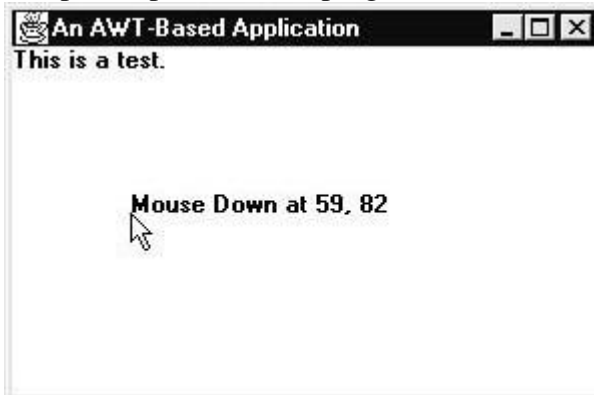 An AWT-Based Application
This is a test.
Mouse Down at 59, 82